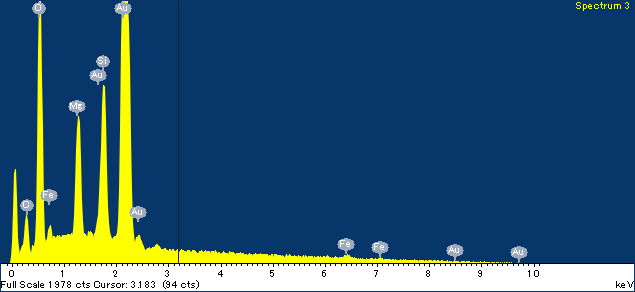 Spectrum 3
O
Au
Si
Au
Mg
Fe
C
Au
Fe
Fe
Au
Au
0 1 2 3 4 5 6 7 8 9 10
Full Scale 1978 cts Cursor: 3.183 (94 cts) keV